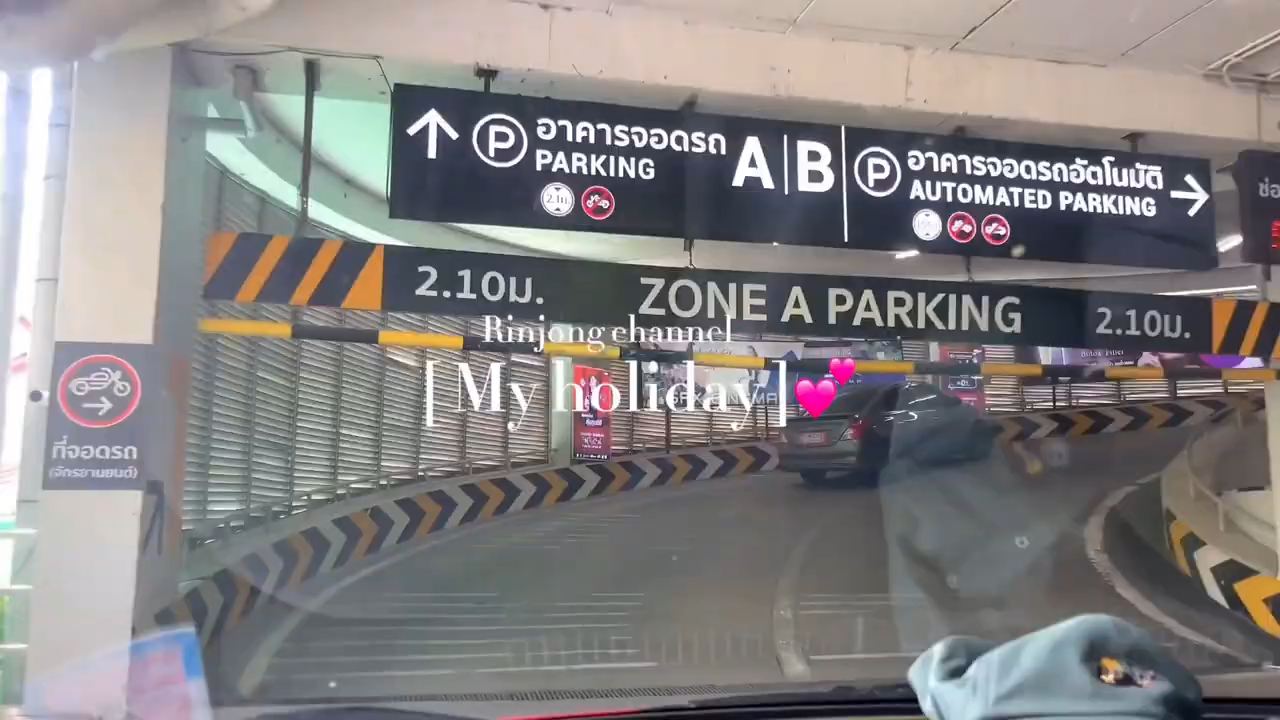 อาคารจอดรถ
PARKING
2.1ม.
A|B
อาคารจอดรถอัตโนมัติ
AUTOMATED PARKING
2.10ม.
ZONE A PARKING
2.10ม.
Rinjong channel
[ My holiday ]💕
ที่จอดรถ
(จักรยานยนต์)